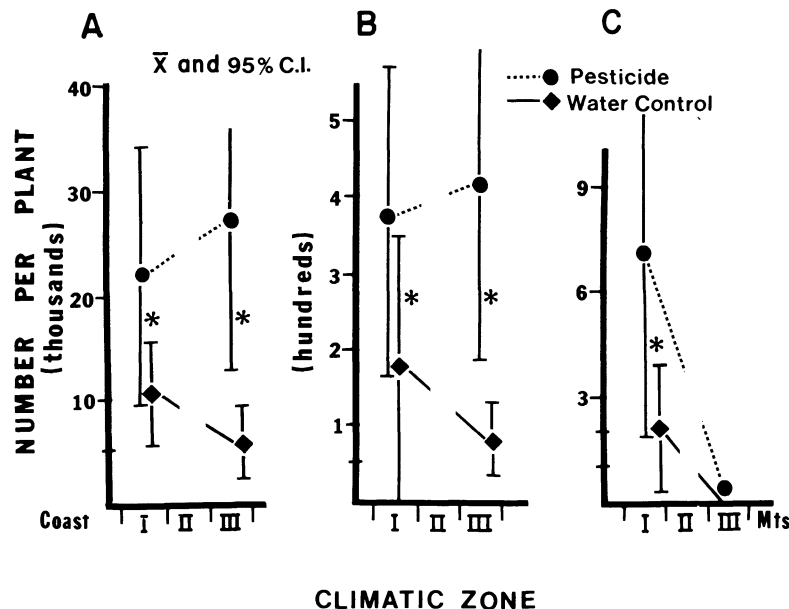 A
B
C
X̄ and 95% C.I.
Pesticide
Water Control
NUMBER PER PLANT
(thousands)
40
30
20
10
(hundreds)
5
4
3
2
1
9
6
3
*
*
*
*
*
Coast I II III
I II III
I II III Mts
CLIMATIC ZONE